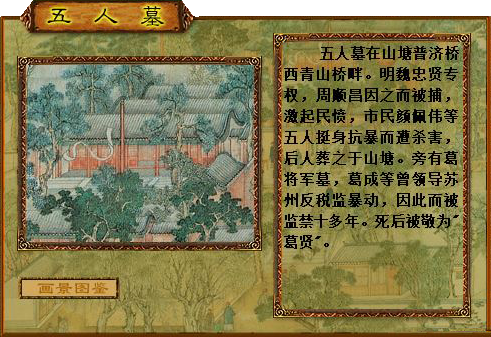 五人墓
五人墓在山塘普济桥
西青山桥畔。明魏忠贤专
权，周顺昌因之而被捕，
激起民愤，市民颜佩伟等
五人挺身抗暴而遭杀害，
后人葬之于山塘。旁有葛
将军墓，葛成等曾领导苏
州反税监暴动，因此而被
监禁十多年。死后被敬为"
葛贤"。
画景图鉴